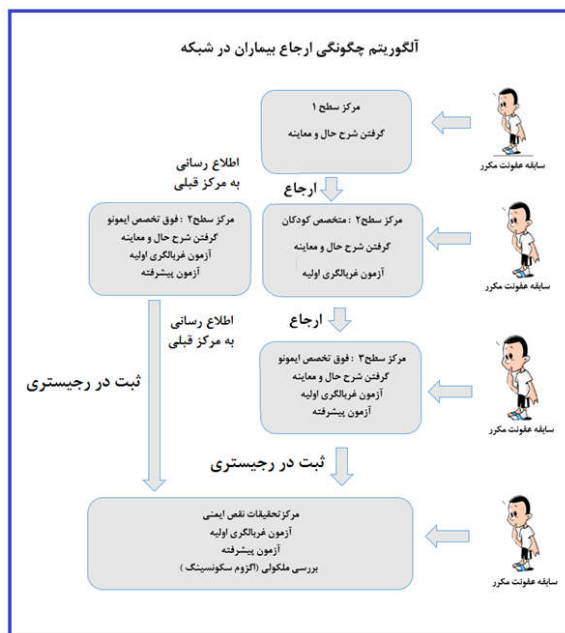 آلگوریتم چگونگی ارجاع بیماران در شبکه
مرکز سطح ۱
گرفتن شرح حال و معاینه
سابقه عفونت مکرر
اطلاع رسانی
به مرکز قبلی
ارجاع
مرکز سطح۲ : متخصص کودکان
گرفتن شرح حال و معاینه
آزمون غربالگری اولیه
سابقه عفونت مکرر
مرکز سطح۲ : فوق تخصص ایمونو
گرفتن شرح حال و معاینه
آزمون غربالگری اولیه
آزمون پیشرفته
اطلاع رسانی
به مرکز قبلی
ارجاع
مرکز سطح۳ : فوق تخصص ایمونو
گرفتن شرح حال و معاینه
آزمون غربالگری اولیه
آزمون پیشرفته
سابقه عفونت مکرر
ثبت در رجیستری
ثبت در رجیستری
مرکزتحقیقات نقص ایمنی
آزمون غربالگری اولیه
آزمون پیشرفته
بررسی ملکولی (اگزوم سکونسینگ )
سابقه عفونت مکرر